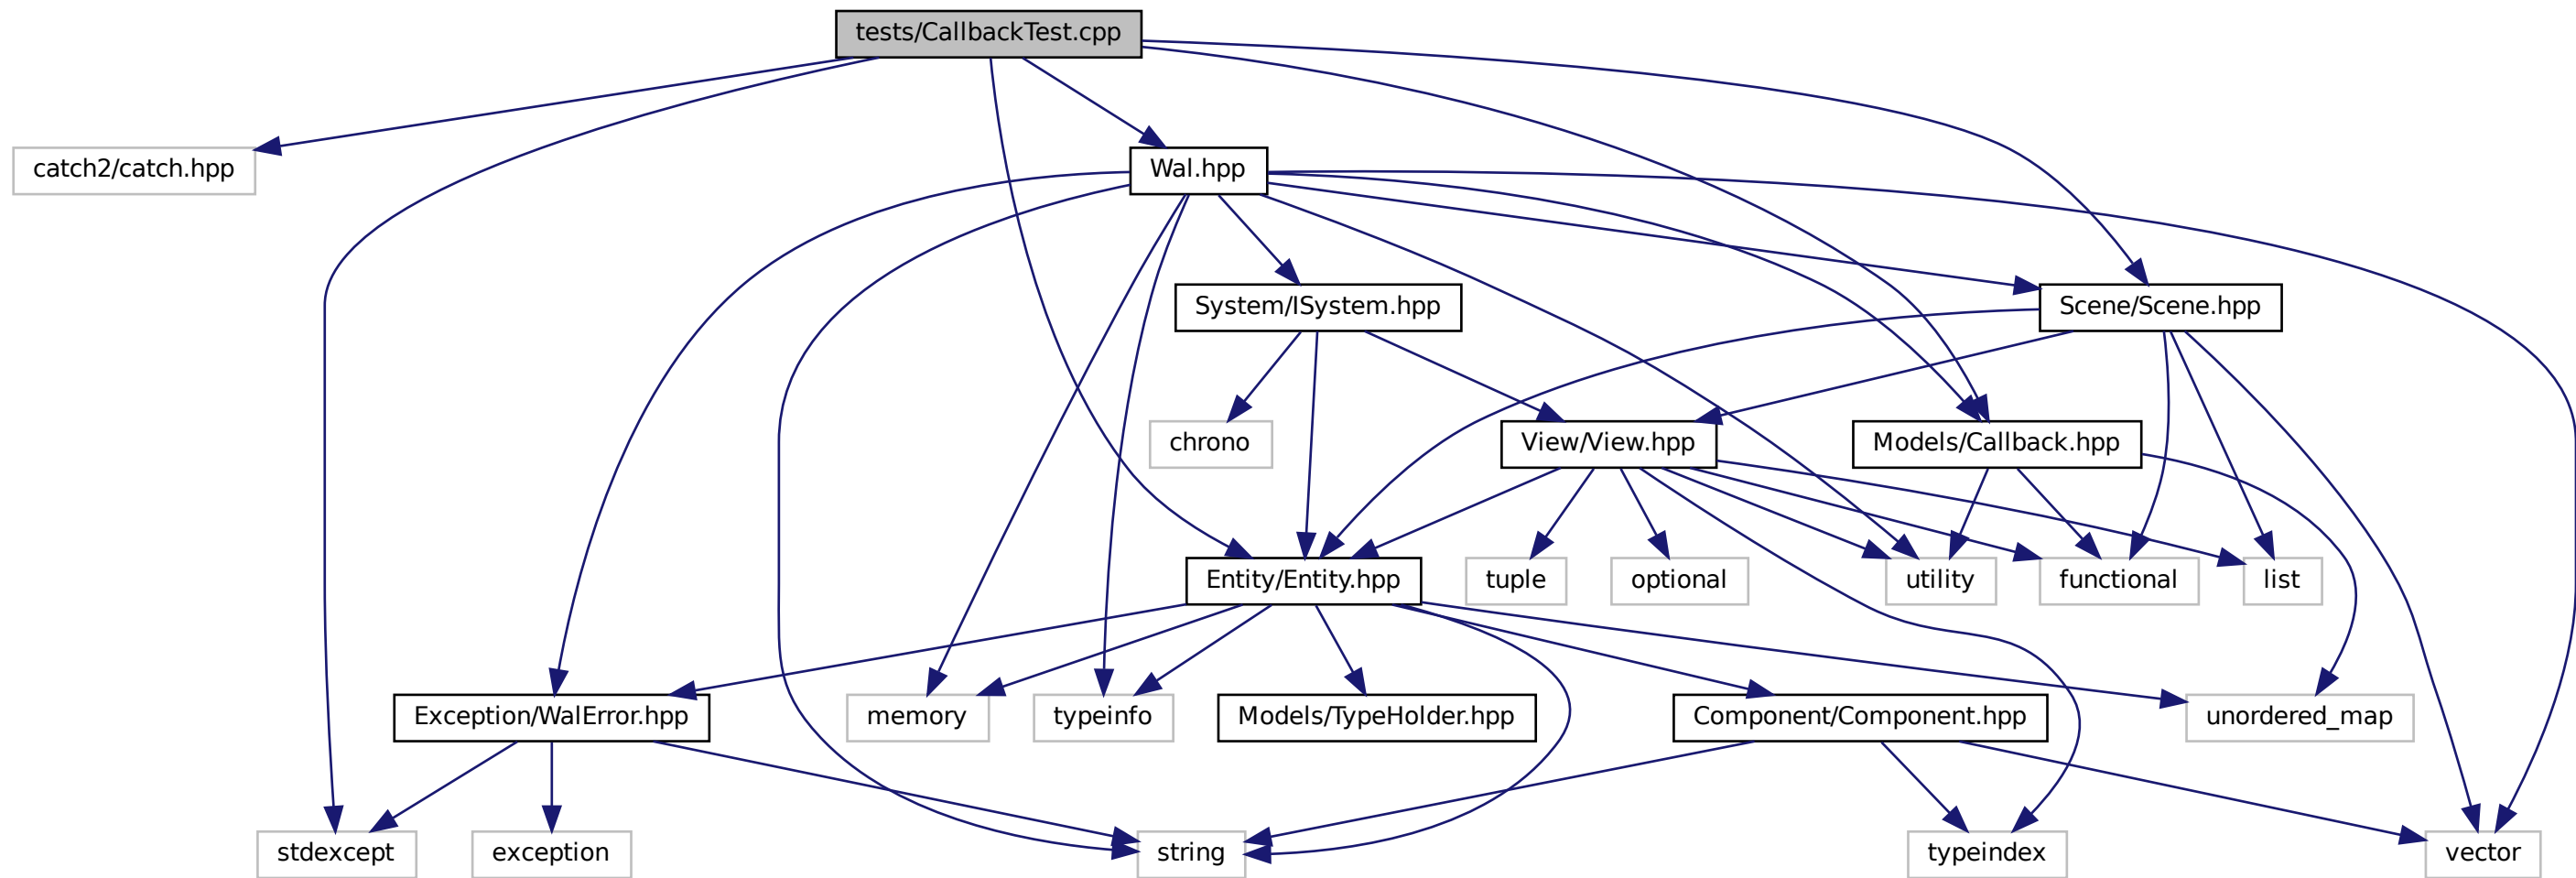 tests/CallbackTest.cpp
catch2/catch.hpp
Wal.hpp
System/ISystem.hpp
Scene/Scene.hpp
chrono
View/View.hpp
Models/Callback.hpp
Entity/Entity.hpp
tuple
optional
utility
functional
list
Exception/WalError.hpp
memory
typeinfo
Models/TypeHolder.hpp
Component/Component.hpp
unordered_map
stdexcept
exception
string
typeindex
vector